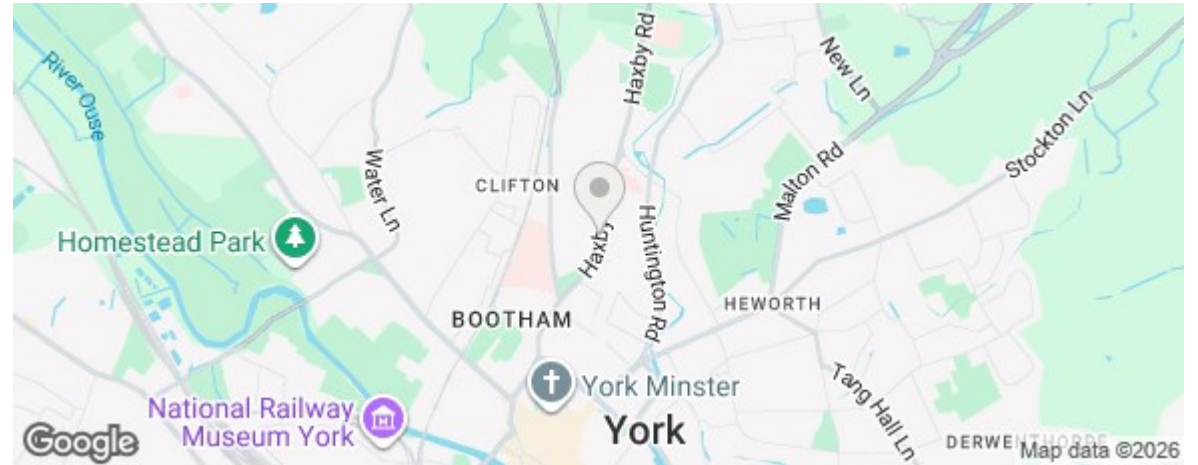 River Ouse
Haxby Rd
New Ln
Water Ln
CLIFTON
Malton Rd
Stockton Ln
Homestead Park
Haxby
Huntington Rd
HEWORTH
BOOTHAM
York Minster
Tang Hall Ln
National Railway
Museum York
York
Google
DERWENTHORPE
Map data ©2026